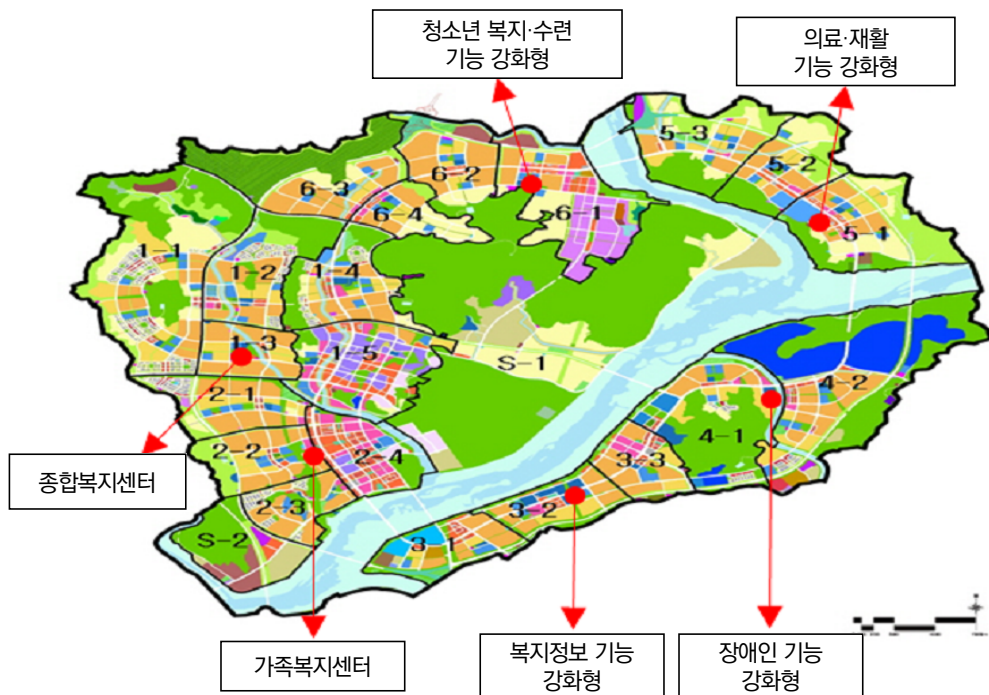 청소년 복지·수련
기능 강화형
의료·재활
기능 강화형
5-3
5-2
6-2
6-3
6-4
6-1
5-1
1-1
1-2
1-4
1-3
1-5
S-1
2-1
4-2
4-1
2-2
2-4
3-3
종합복지센터
2-3
3-2
S-2
3-1
가족복지센터
복지정보 기능
강화형
장애인 기능
강화형